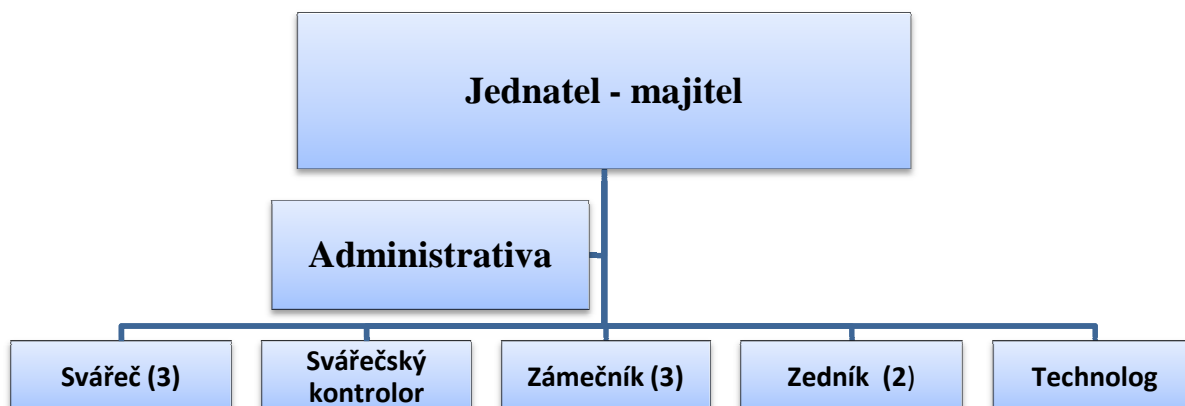 Jednatel - majitel
Administrativa
Svářeč (3)
Svářečský
kontrolor
Zámečník (3)
Zedník (2)
Technolog